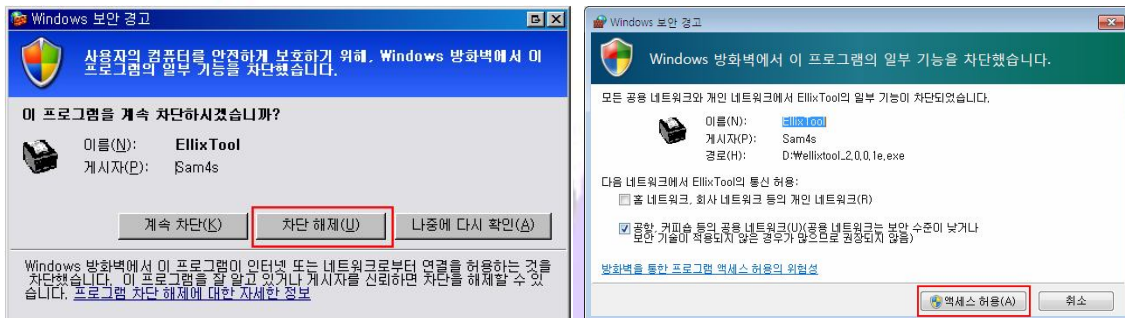 Windows 보안 경고
사용자의 컴퓨터를 안전하게 보호하기 위해, Windows 방화벽에서 이
프로그램의 일부 기능을 차단했습니다.
이 프로그램을 계속 차단하시겠습니까?
이름(N): EllixTool
게시자(P): Sam4s
계속 차단(K) 차단 해제(U) 나중에 다시 확인(A)
Windows 방화벽에서 이 프로그램이 인터넷 또는 네트워크로부터 연결을 허용하는 것을
차단했습니다. 이 프로그램을 잘 알고 있거나 게시자를 신뢰하면 차단을 해제할 수 있
습니다. 프로그램 차단 해제에 대한 자세한 정보
Windows 보안 경고
Windows 방화벽에서 이 프로그램의 일부 기능을 차단했습니다.
모든 공용 네트워크와 개인 네트워크에서 EllixTool의 일부 기능이 차단되었습니다.
이름(N): EllixTool
게시자(P): Sam4s
경로(H): D:₩ellixtool_2,0,0,1e,exe
다음 네트워크에서 EllixTool의 통신 허용:
홈 네트워크, 회사 네트워크 등의 개인 네트워크(R)
공항, 커피숍 등의 공용 네트워크(U)(공용 네트워크는 보안 수준이 낮거나
보안 기술이 적용되지 않은 경우가 많으므로 권장되지 않음)
방화벽을 통한 프로그램 액세스 허용의 위험성
액세스 허용(A) 취소